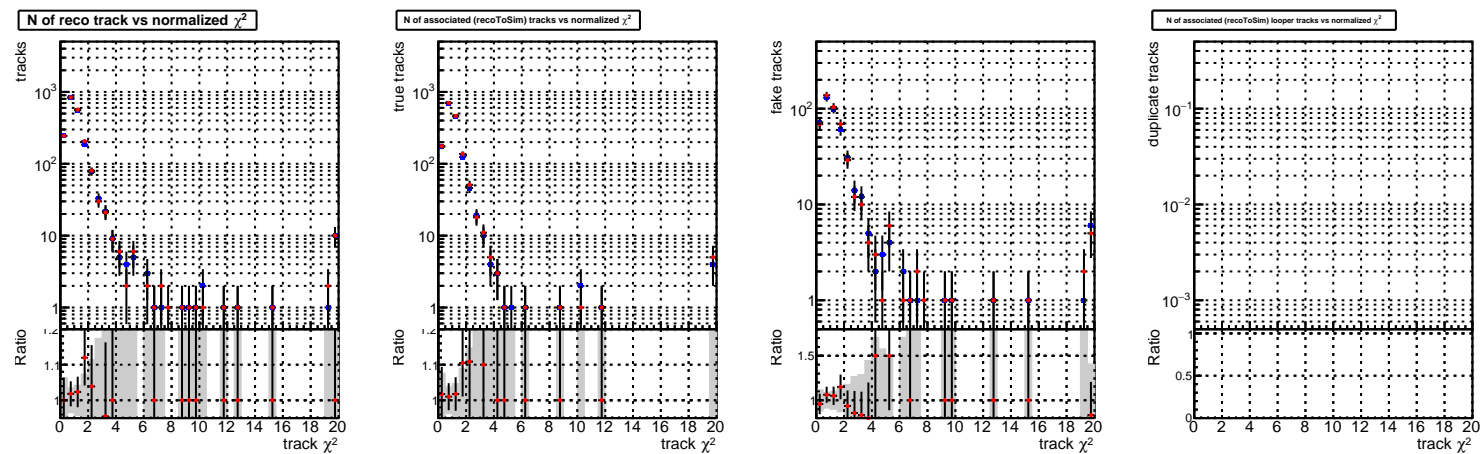 N of reco track vs normalized χ²
tracks
10³
10²
10
1
Ratio
1.2
1.1
1
0 2 4 6 8 10 12 14 16 18 20
track χ²
N of associated (recoToSim) tracks vs normalized χ²
true tracks
10³
10²
10
1
Ratio
1.2
1.1
1
0 2 4 6 8 10 12 14 16 18 20
track χ²
fake tracks
10²
10
1
Ratio
1.5
1
0 2 4 6 8 10 12 14 16 18 20
track χ²
N of associated (recoToSim) looper tracks vs normalized χ²
duplicate tracks
10⁻¹
10⁻²
10⁻³
Ratio
1
0.5
0
0 2 4 6 8 10 12 14 16 18 20
track χ²